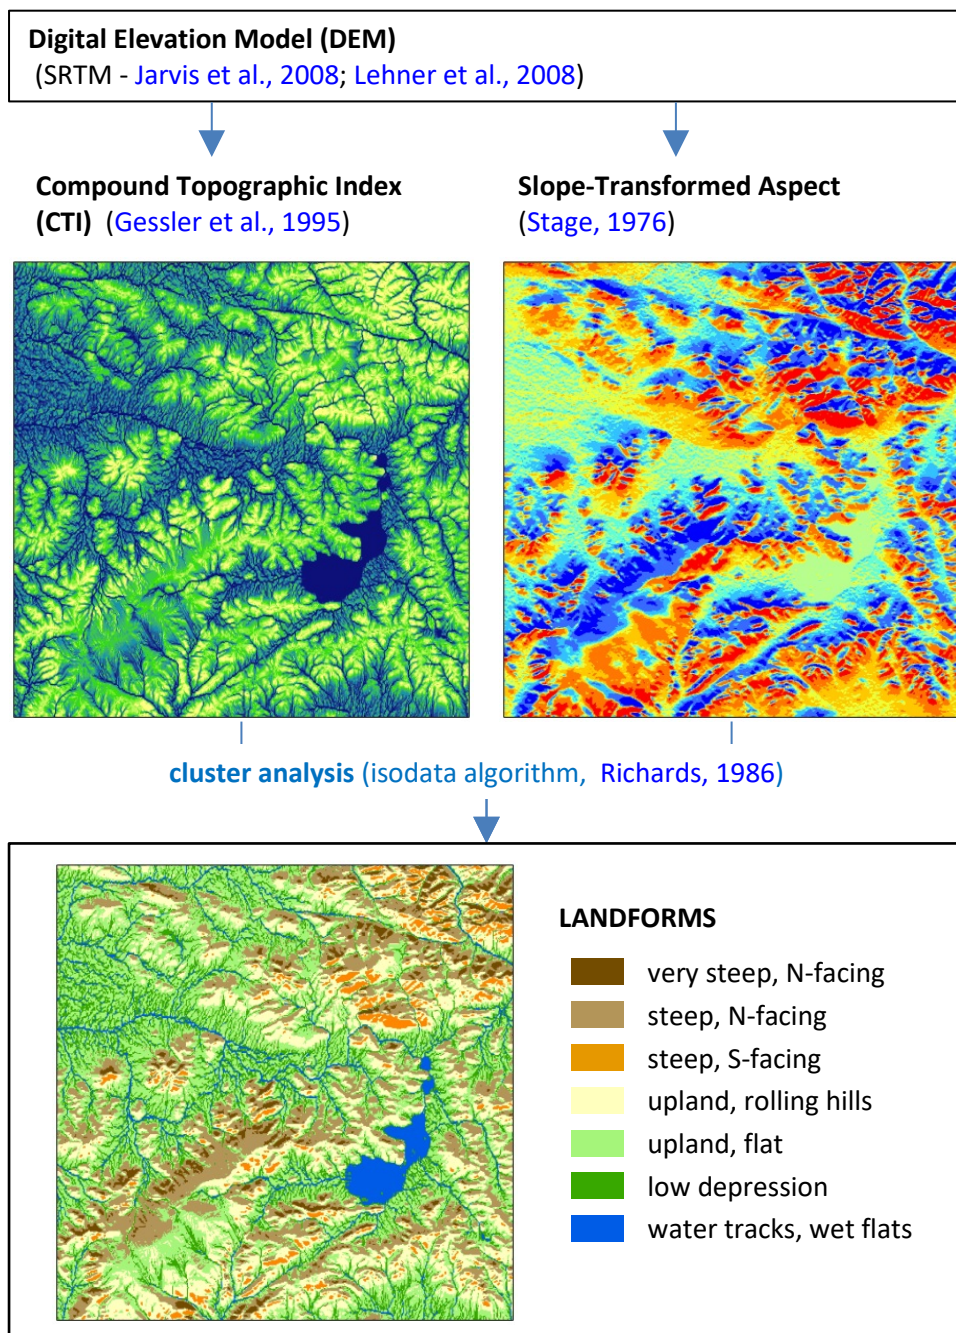 Digital Elevation Model (DEM)
(SRTM - Jarvis et al., 2008; Lehner et al., 2008)
Compound Topographic Index
(CTI) (Gessler et al., 1995)
Slope-Transformed Aspect
(Stage, 1976)
cluster analysis (isodata algorithm, Richards, 1986)
LANDFORMS
very steep, N-facing
steep, N-facing
steep, S-facing
upland, rolling hills
upland, flat
low depression
water tracks, wet flats